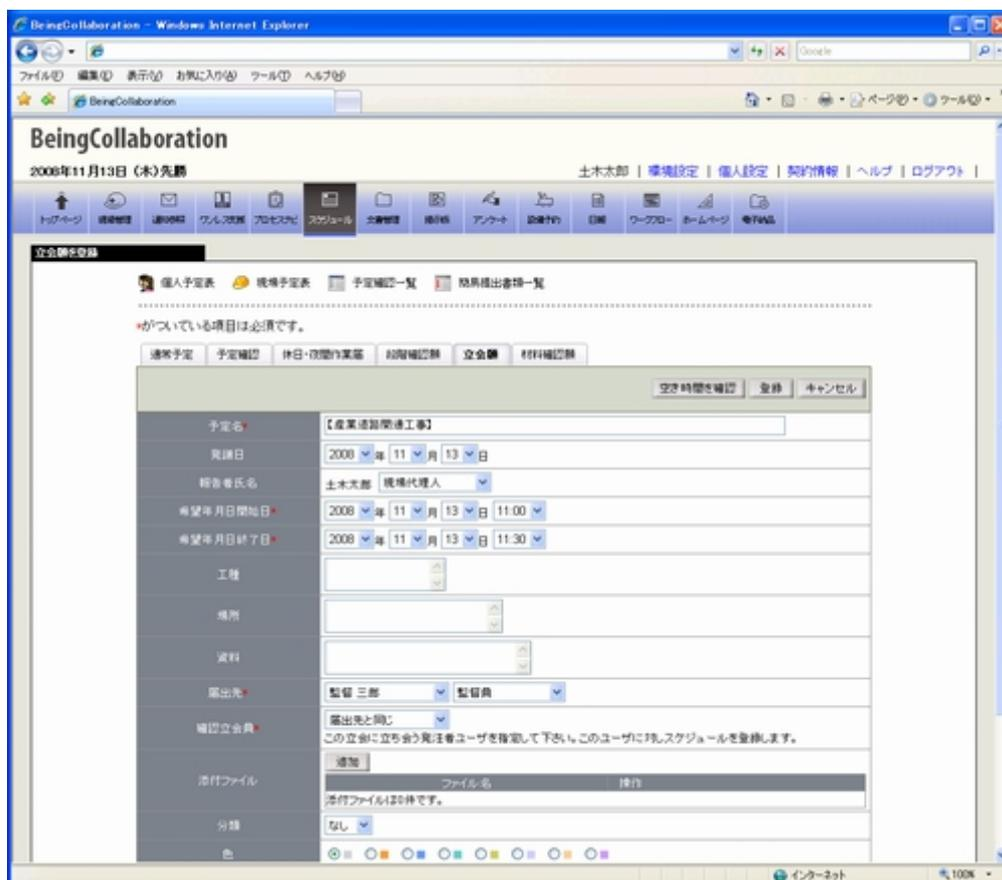 BeingCollaboration - Windows Internet Explorer
Google
ファイル(F) 編集(E) 表示(V) お気に入り(A) ツール(T) ヘルプ(H)
BeingCollaboration
ページ(P) ツール(O)
BeingCollaboration
2008年11月13日 (木)先勝
土木太郎 | 環境設定 | 個人設定 | 契約情報 | ヘルプ | ログアウト |
トップページ スケジュール 文書管理 掲示板 アンケート 設備予約 日報 ワークフロー ホームページ 電子納品
立会願を登録
個人予定表 現場予定表 予定確認一覧 簡易提出書類一覧
*がついている項目は必須です。
通常予定 予定確認 休日・夜間作業届 段階確認願 立会願 材料確認願
空き時間を確認 登録 キャンセル
予定名* 【産業道路関連工事】
発議日 2008 年 11 月 13 日
報告者氏名 土木太郎 現場代理人
希望年月日開始日* 2008 年 11 月 13 日 11:00
希望年月日終了日* 2008 年 11 月 13 日 11:30
工種
場所
資料
届出先* 監督 三郎 監督員
確認立会員* 届出先と同じ
この立会に立ち会う発注者ユーザを指定して下さい。このユーザに対しスケジュールを登録します。
添付ファイル 追加
ファイル名 操作
添付ファイルは0件です。
分類 なし
色
インターネット 100%